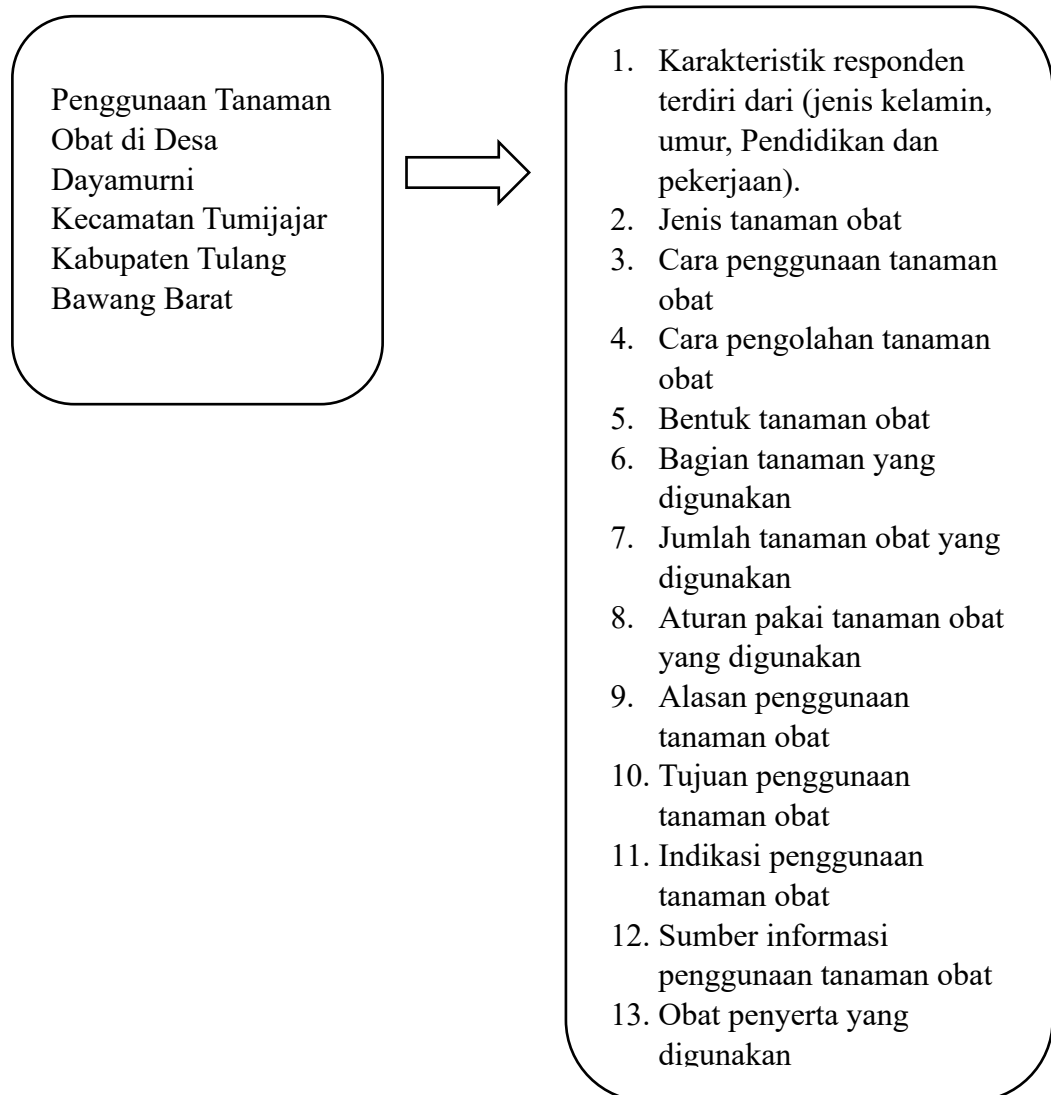 Penggunaan Tanaman
Obat di Desa
Dayamurni
Kecamatan Tumijajar
Kabupaten Tulang
Bawang Barat
1. Karakteristik responden
terdiri dari (jenis kelamin,
umur, Pendidikan dan
pekerjaan).
2. Jenis tanaman obat
3. Cara penggunaan tanaman
obat
4. Cara pengolahan tanaman
obat
5. Bentuk tanaman obat
6. Bagian tanaman yang
digunakan
7. Jumlah tanaman obat yang
digunakan
8. Aturan pakai tanaman obat
yang digunakan
9. Alasan penggunaan
tanaman obat
10. Tujuan penggunaan
tanaman obat
11. Indikasi penggunaan
tanaman obat
12. Sumber informasi
penggunaan tanaman obat
13. Obat penyerta yang
digunakan